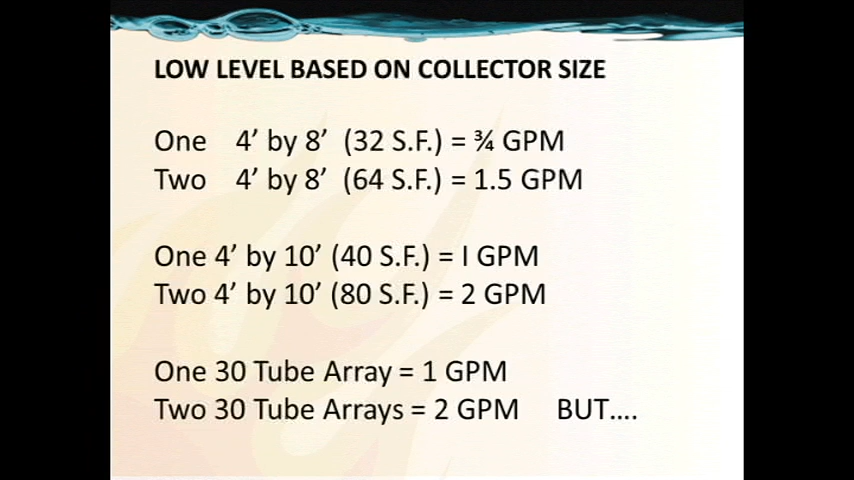 LOW LEVEL BASED ON COLLECTOR SIZE
One 4’ by 8’ (32 S.F.) = ¾ GPM
Two 4’ by 8’ (64 S.F.) = 1.5 GPM
One 4’ by 10’ (40 S.F.) = I GPM
Two 4’ by 10’ (80 S.F.) = 2 GPM
One 30 Tube Array = 1 GPM
Two 30 Tube Arrays = 2 GPM BUT….